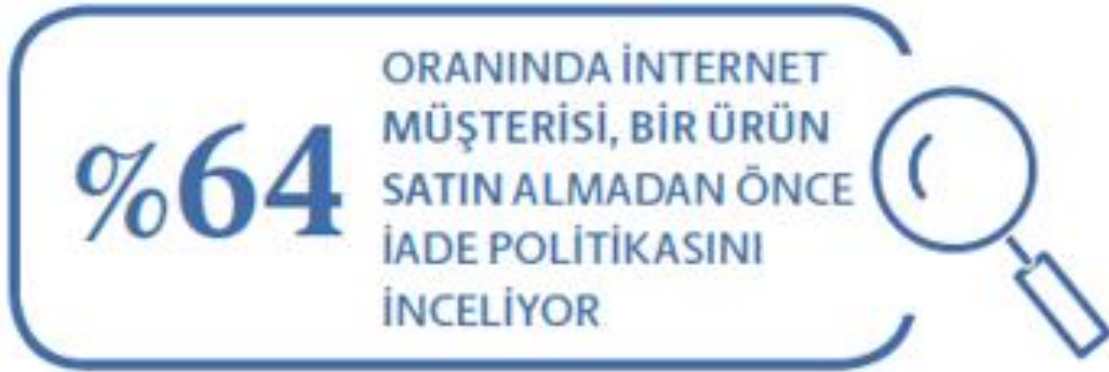 %64
ORANINDA İNTERNET
MÜŞTERİSİ, BİR ÜRÜN
SATIN ALMADAN ÖNCE
İADE POLİTİKASINI
İNCELİYOR